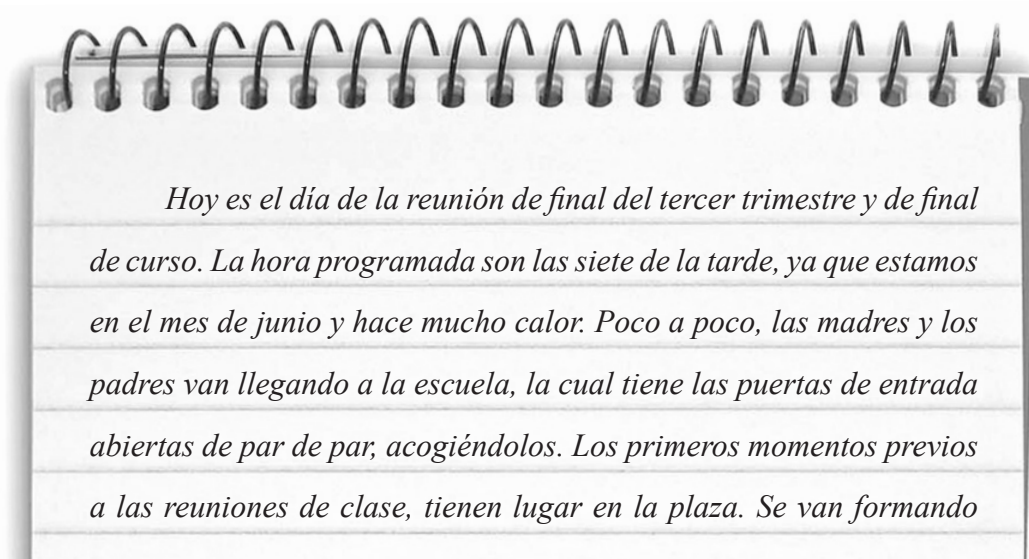 Hoy es el día de la reunión de final del tercer trimestre y de final
de curso. La hora programada son las siete de la tarde, ya que estamos
en el mes de junio y hace mucho calor. Poco a poco, las madres y los
padres van llegando a la escuela, la cual tiene las puertas de entrada
abiertas de par de par, acogiéndolos. Los primeros momentos previos
a las reuniones de clase, tienen lugar en la plaza. Se van formando